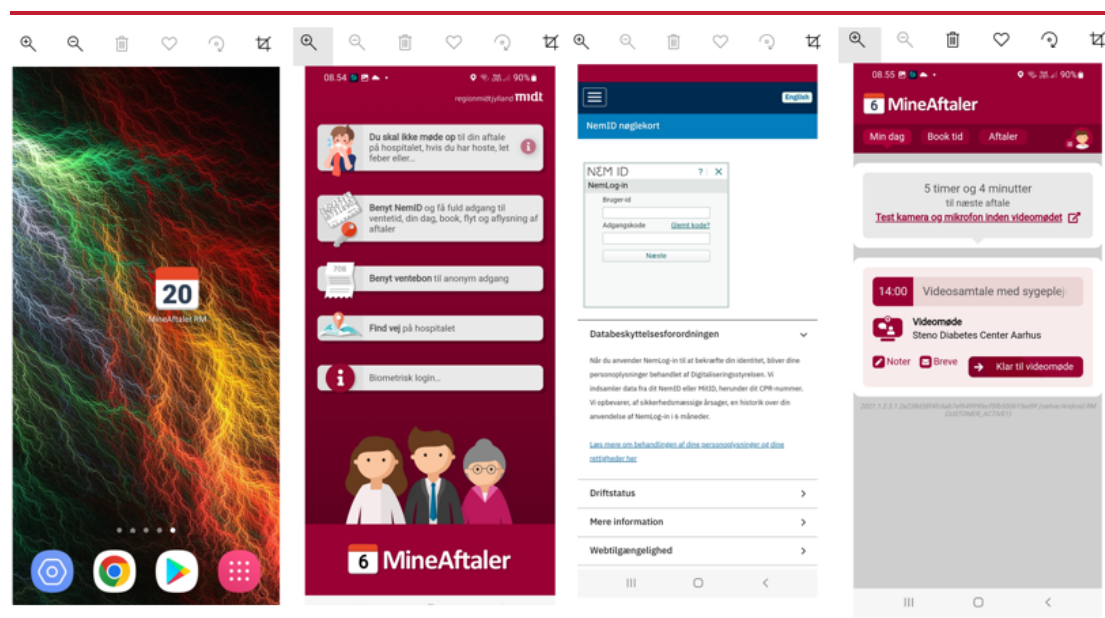 20
MineAftaler RM
08.54
90%
regionmidtjylland midt
Du skal ikke møde op til din aftale
på hospitalet, hvis du har hoste, let
feber eller...
Benyt NemID og få fuld adgang til
ventetid, din dag, book, flyt og aflysning af
aftaler
708
Benyt ventebon til anonym adgang
Find vej på hospitalet
Biometrisk login...
6 MineAftaler
English
NemID nøglekort
NEM ID ? X
NemLog-in
Bruger-id
Adgangskode Glemt kode?
Næste
Databeskyttelsesforordningen
Når du anvender NemLog-in til at bekræfte din identitet, bliver dine
personoplysninger behandlet af Digitaliseringsstyrelsen. Vi
indsamler data fra dit NemID eller MitID, herunder dit CPR-nummer.
Vi opbevarer, af sikkerhedsmæssige årsager, en historik over din
anvendelse af NemLog-in i 6 måneder.
Læs mere om behandlingen af dine personoplysninger og dine
rettigheder her
Driftstatus
Mere information
Webtilgængelighed
08.55
90%
6 MineAftaler
Min dag Book tid Aftaler
5 timer og 4 minutter
til næste aftale
Test kamera og mikrofon inden videomødet
14:00 Videosamtale med sygeplej
Videomøde
Steno Diabetes Center Aarhus
Noter Breve Klar til videomøde
CUSTOMER_ACTIVE1)